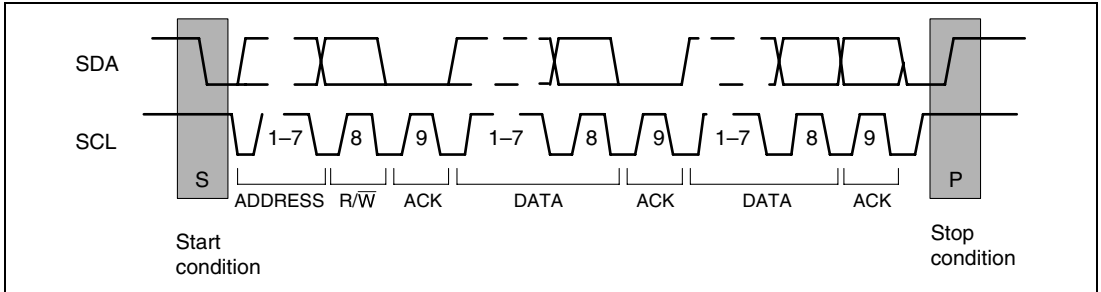 SDA
SCL
1–7 8 9 1–7 8 9 1–7 8 9
S P
ADDRESS R/W̅ ACK DATA ACK DATA ACK
Start
condition
Stop
condition